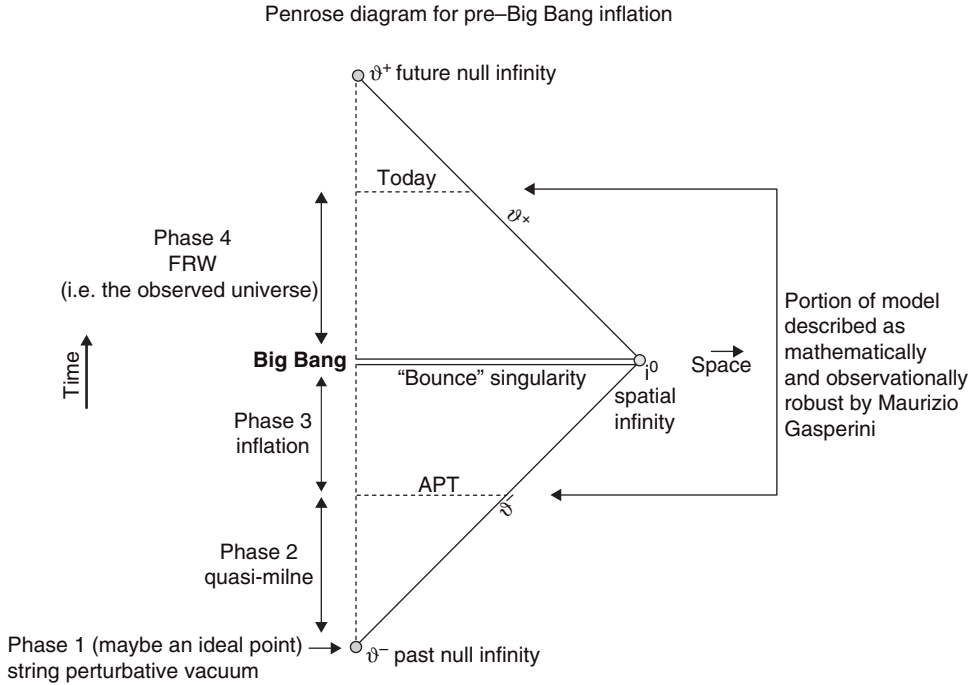 Penrose diagram for pre–Big Bang inflation
ϑ⁺ future null infinity
Today
ϑ₊
Phase 4
FRW
(i.e. the observed universe)
Portion of model
described as
mathematically
and observationally
robust by Maurizio
Gasperini
Time
Big Bang
“Bounce” singularity
i⁰
spatial
infinity
Space
Phase 3
inflation
APT
ϑ⁻
Phase 2
quasi-milne
Phase 1 (maybe an ideal point)
string perturbative vacuum
ϑ⁻ past null infinity